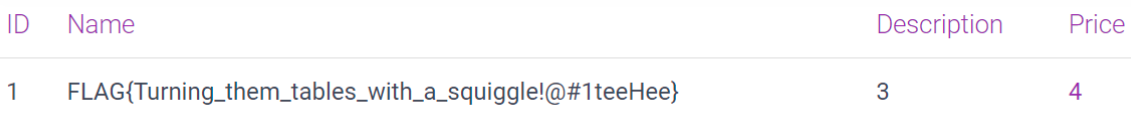 ID Name Description Price
1 FLAG{Turning_them_tables_with_a_squiggle!@#1teeHee} 3 4